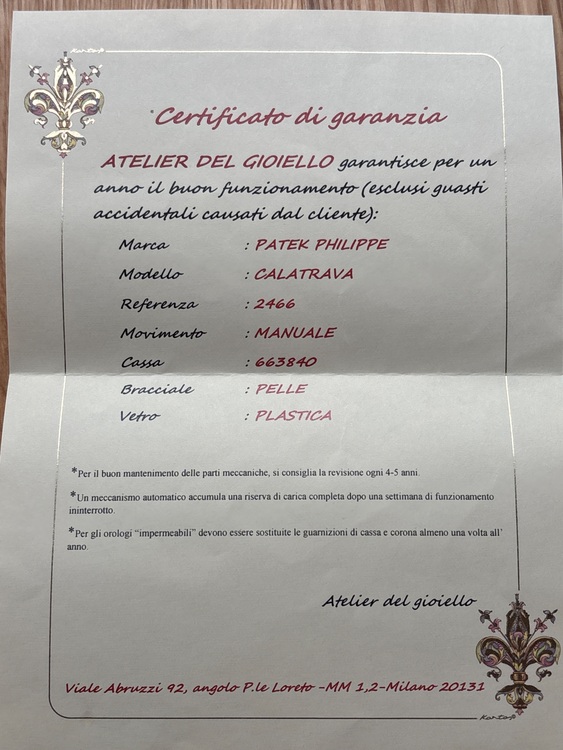 Certificato di garanzia
ATELIER DEL GIOIELLO garantisce per un
anno il buon funzionamento (esclusi guasti
accidentali causati dal cliente):
Marca : PATEK PHILIPPE
Modello : CALATRAVA
Referenza : 2466
Movimento : MANUALE
Cassa : 663840
Bracciale : PELLE
Vetro : PLASTICA
*Per il buon mantenimento delle parti meccaniche, si consiglia la revisione ogni 4-5 anni.
*Un meccanismo automatico accumula una riserva di carica completa dopo una settimana di funzionamento
ininterrotto.
*Per gli orologi “impermeabili” devono essere sostituite le guarnizioni di cassa e corona almeno una volta all’
anno.
Atelier del gioiello
Viale Abruzzi 92, angolo P.le Loreto -MM 1,2-Milano 20131